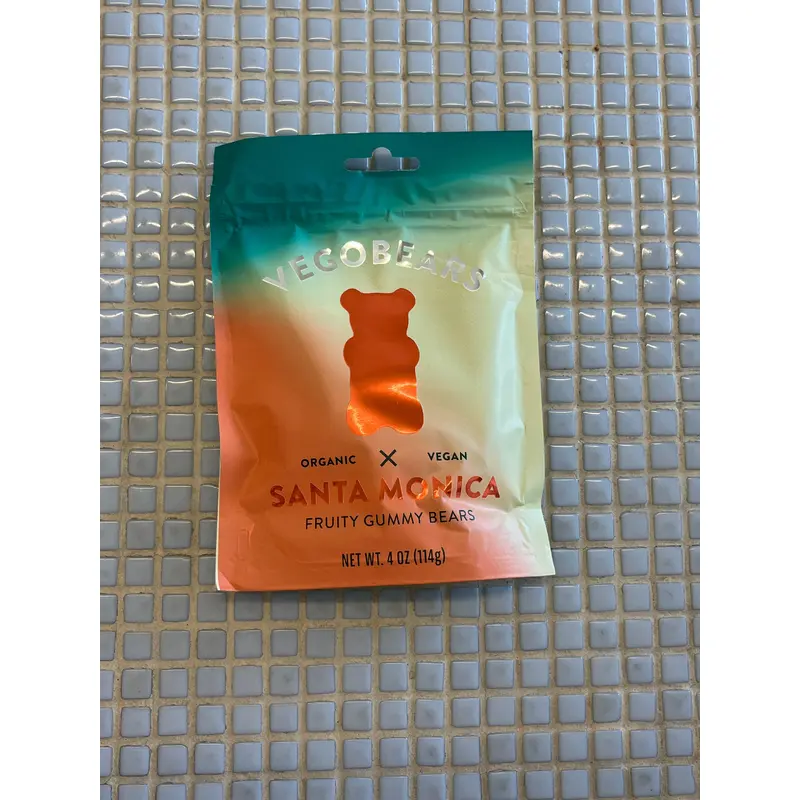 VEGOBEARS
ORGANIC X VEGAN
SANTA MONICA
FRUITY GUMMY BEARS
NET WT. 4 OZ (114g)